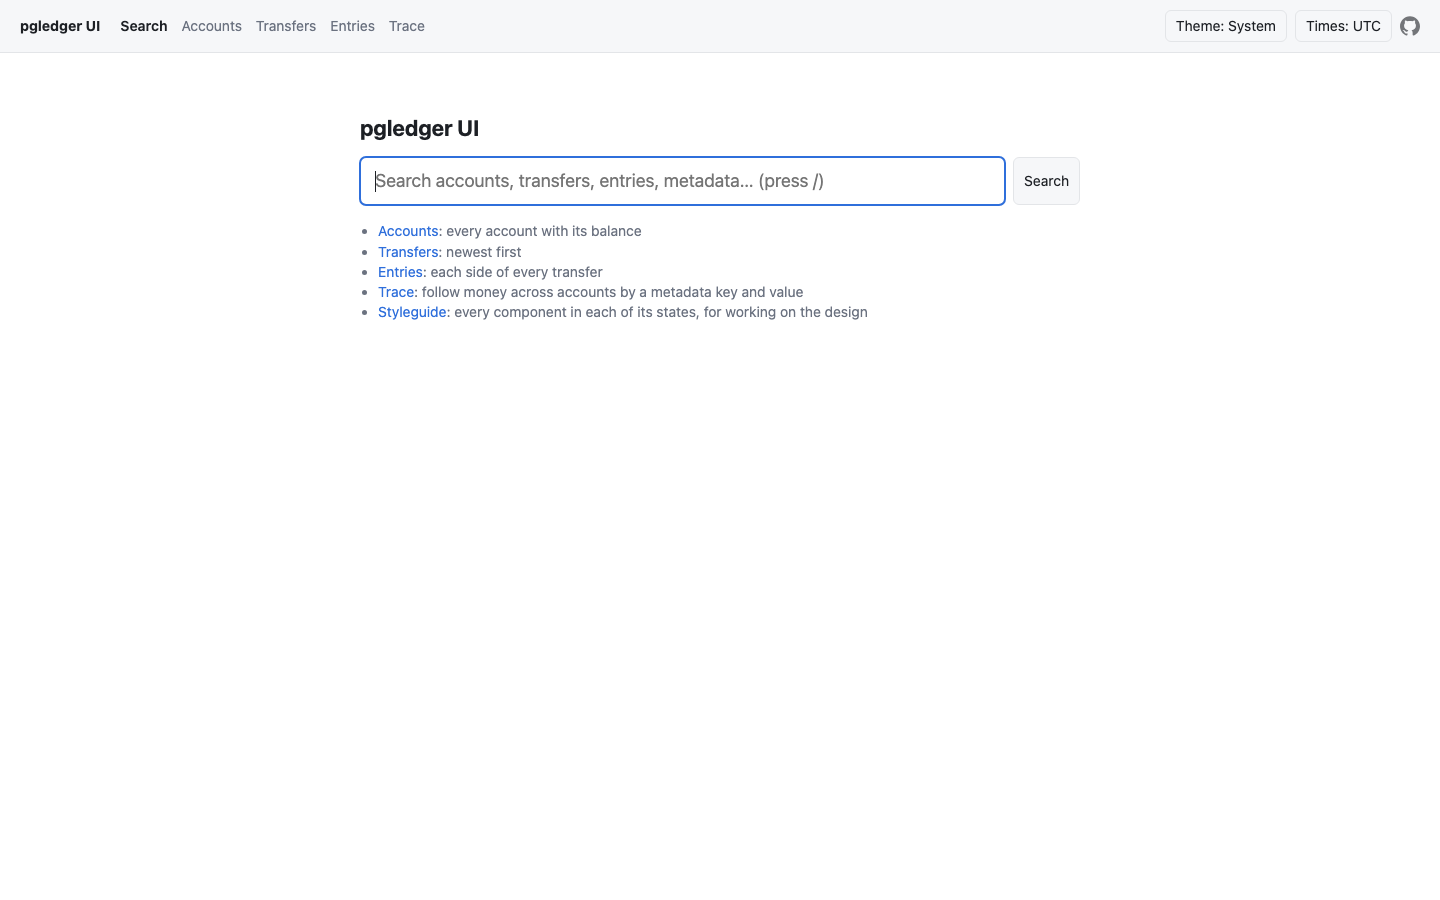 pgledger UI Search Accounts Transfers Entries Trace Theme: System Times: UTC
pgledger UI
Search accounts, transfers, entries, metadata... (press /) Search
Accounts: every account with its balance
Transfers: newest first
Entries: each side of every transfer
Trace: follow money across accounts by a metadata key and value
Styleguide: every component in each of its states, for working on the design